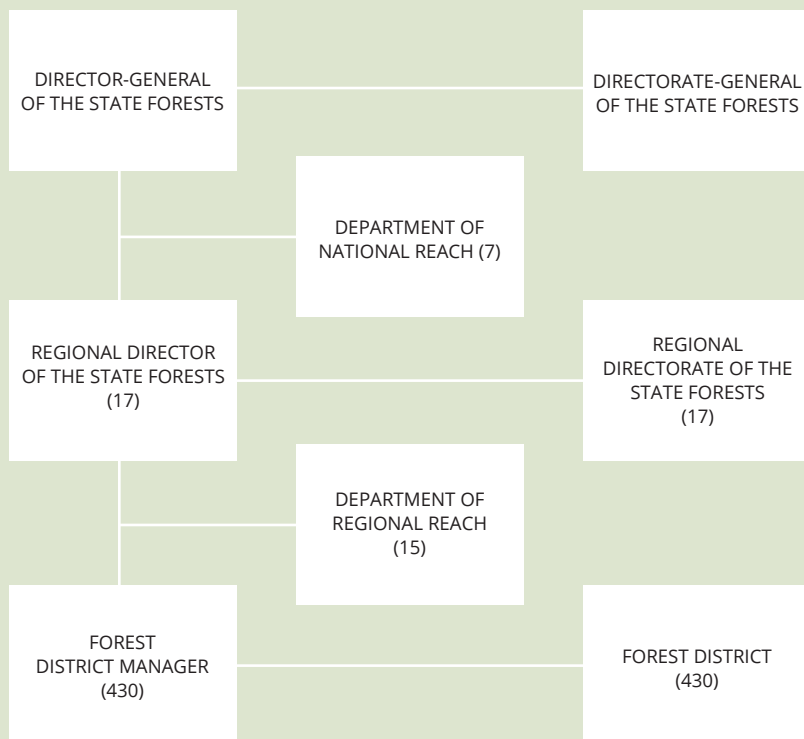 DIRECTOR-GENERAL
OF THE STATE FORESTS
DIRECTORATE-GENERAL
OF THE STATE FORESTS
DEPARTMENT OF
NATIONAL REACH (7)
REGIONAL DIRECTOR
OF THE STATE FORESTS
(17)
REGIONAL
DIRECTORATE OF THE
STATE FORESTS
(17)
DEPARTMENT OF
REGIONAL REACH
(15)
FOREST
DISTRICT MANAGER
(430)
FOREST DISTRICT
(430)